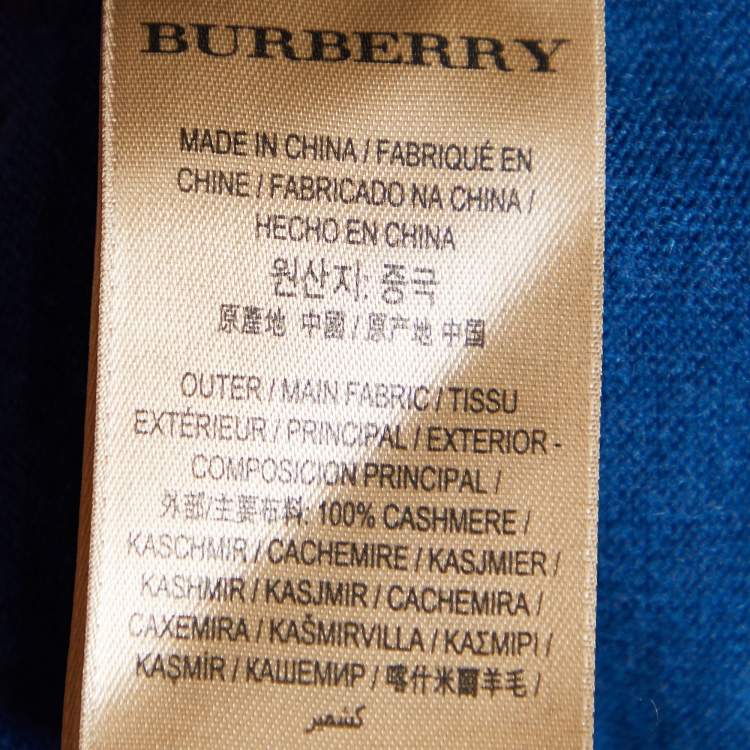 BURBERRY
MADE IN CHINA / FABRIQUÉ EN
CHINE / FABRICADO NA CHINA /
HECHO EN CHINA
원산지: 중국
原產地 中國 / 原产地 中国
OUTER / MAIN FABRIC / TISSU
EXTÉRIEUR / PRINCIPAL / EXTERIOR -
COMPOSICION PRINCIPAL /
外部/主要布料: 100% CASHMERE /
KASCHMIR / CACHEMIRE / KASJMIER /
KASHMIR / KASJMIR / CACHEMIRA /
CAXEMIRA / KAŠMIRVILLA / ΚΑΣΜΙΡΙ /
KAŞMİR / КАШЕМИР / 喀什米爾羊毛 /
كشمير